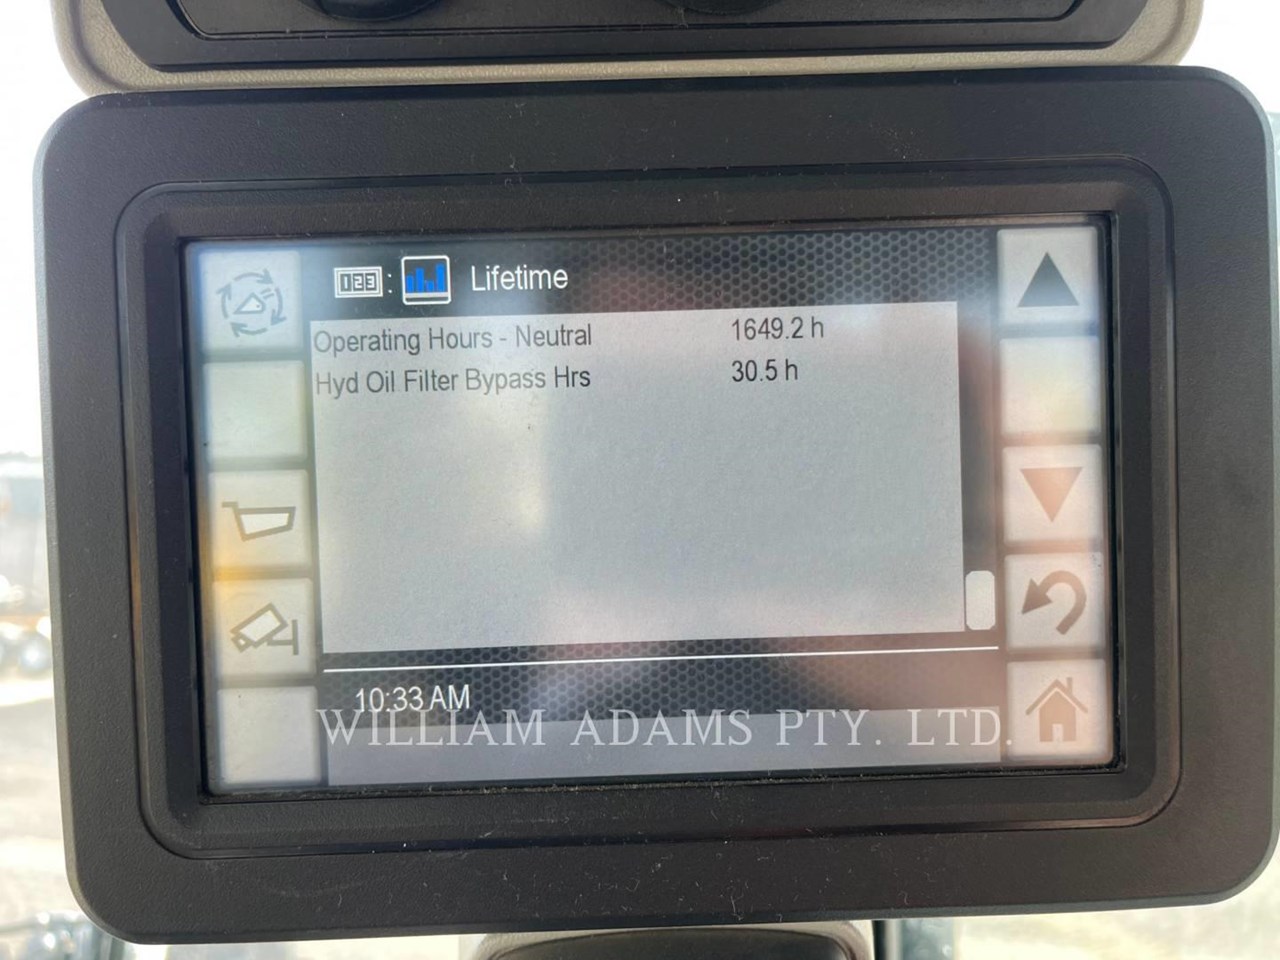 123 : Lifetime
Operating Hours - Neutral 1649.2 h
Hyd Oil Filter Bypass Hrs 30.5 h
10:33 AM
WILLIAM ADAMS PTY. LTD.